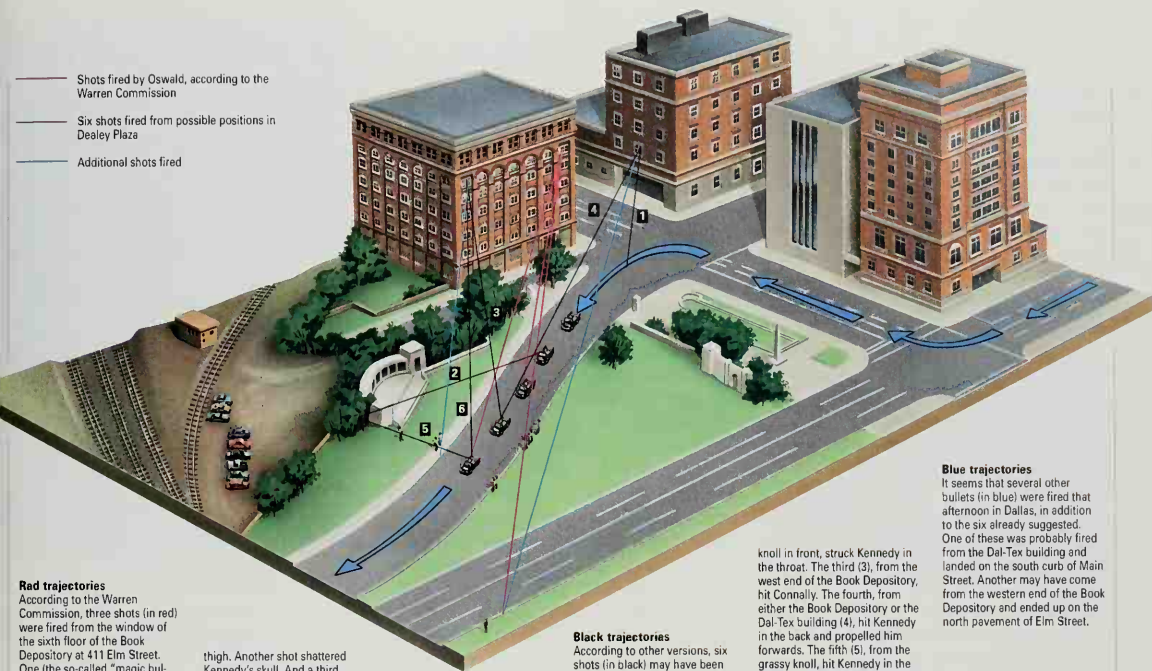 Shots fired by Oswald, according to the
Warren Commission
Six shots fired from possible positions in
Dealey Plaza
Additional shots fired
4
1
3
2
6
5
Rad trajectories
According to the Warren
Commission, three shots (in red)
were fired from the window of
the sixth floor of the Book
Depository at 411 Elm Street.
One (the so-called "magic bul-
thigh. Another shot shattered
Kennedy's skull. And a third
Black trajectories
According to other versions, six
shots (in black) may have been
knoll in front, struck Kennedy in
the throat. The third (3), from the
west end of the Book Depository,
hit Connally. The fourth, from
either the Book Depository or the
Dal-Tex building (4), hit Kennedy
in the back and propelled him
forwards. The fifth (5), from the
grassy knoll, hit Kennedy in the
Blue trajectories
It seems that several other
bullets (in blue) were fired that
afternoon in Dallas, in addition
to the six already suggested.
One of these was probably fired
from the Dal-Tex building and
landed on the south curb of Main
Street. Another may have come
from the western end of the Book
Depository and ended up on the
north pavement of Elm Street.